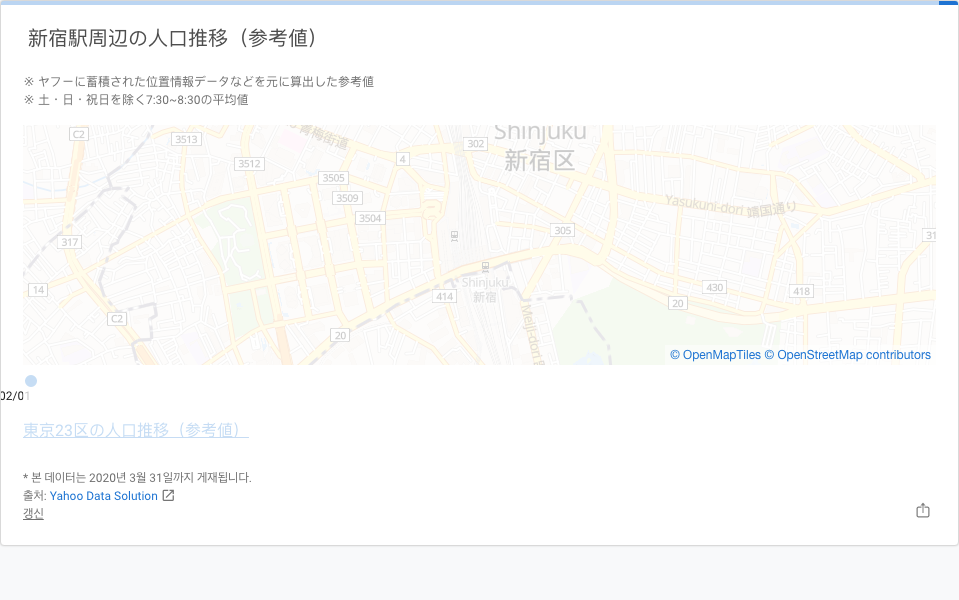 新宿駅周辺の人口推移（参考値）
※ ヤフーに蓄積された位置情報データなどを元に算出した参考値
※ 土・日・祝日を除く7:30~8:30の平均値
Shinjuku
新宿区
C2
3513
青梅街道
302
3512
4
3505
3509
Yasukuni-dori 靖国通り
3504
305
317
31
Shinjuku
新宿
14
414
430
418
20
C2
Meiji-dori
20
© OpenMapTiles © OpenStreetMap contributors
02/01
東京23区の人口推移（参考値）
* 본 데이터는 2020년 3월 31일까지 게재됩니다.
출처: Yahoo Data Solution
갱신